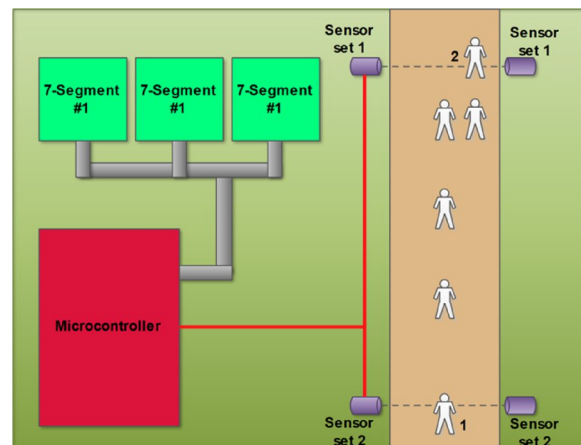 Sensor
set 1
Sensor
set 1
2
7-Segment
#1
7-Segment
#1
7-Segment
#1
Microcontroller
1
Sensor
set 2
Sensor
set 2